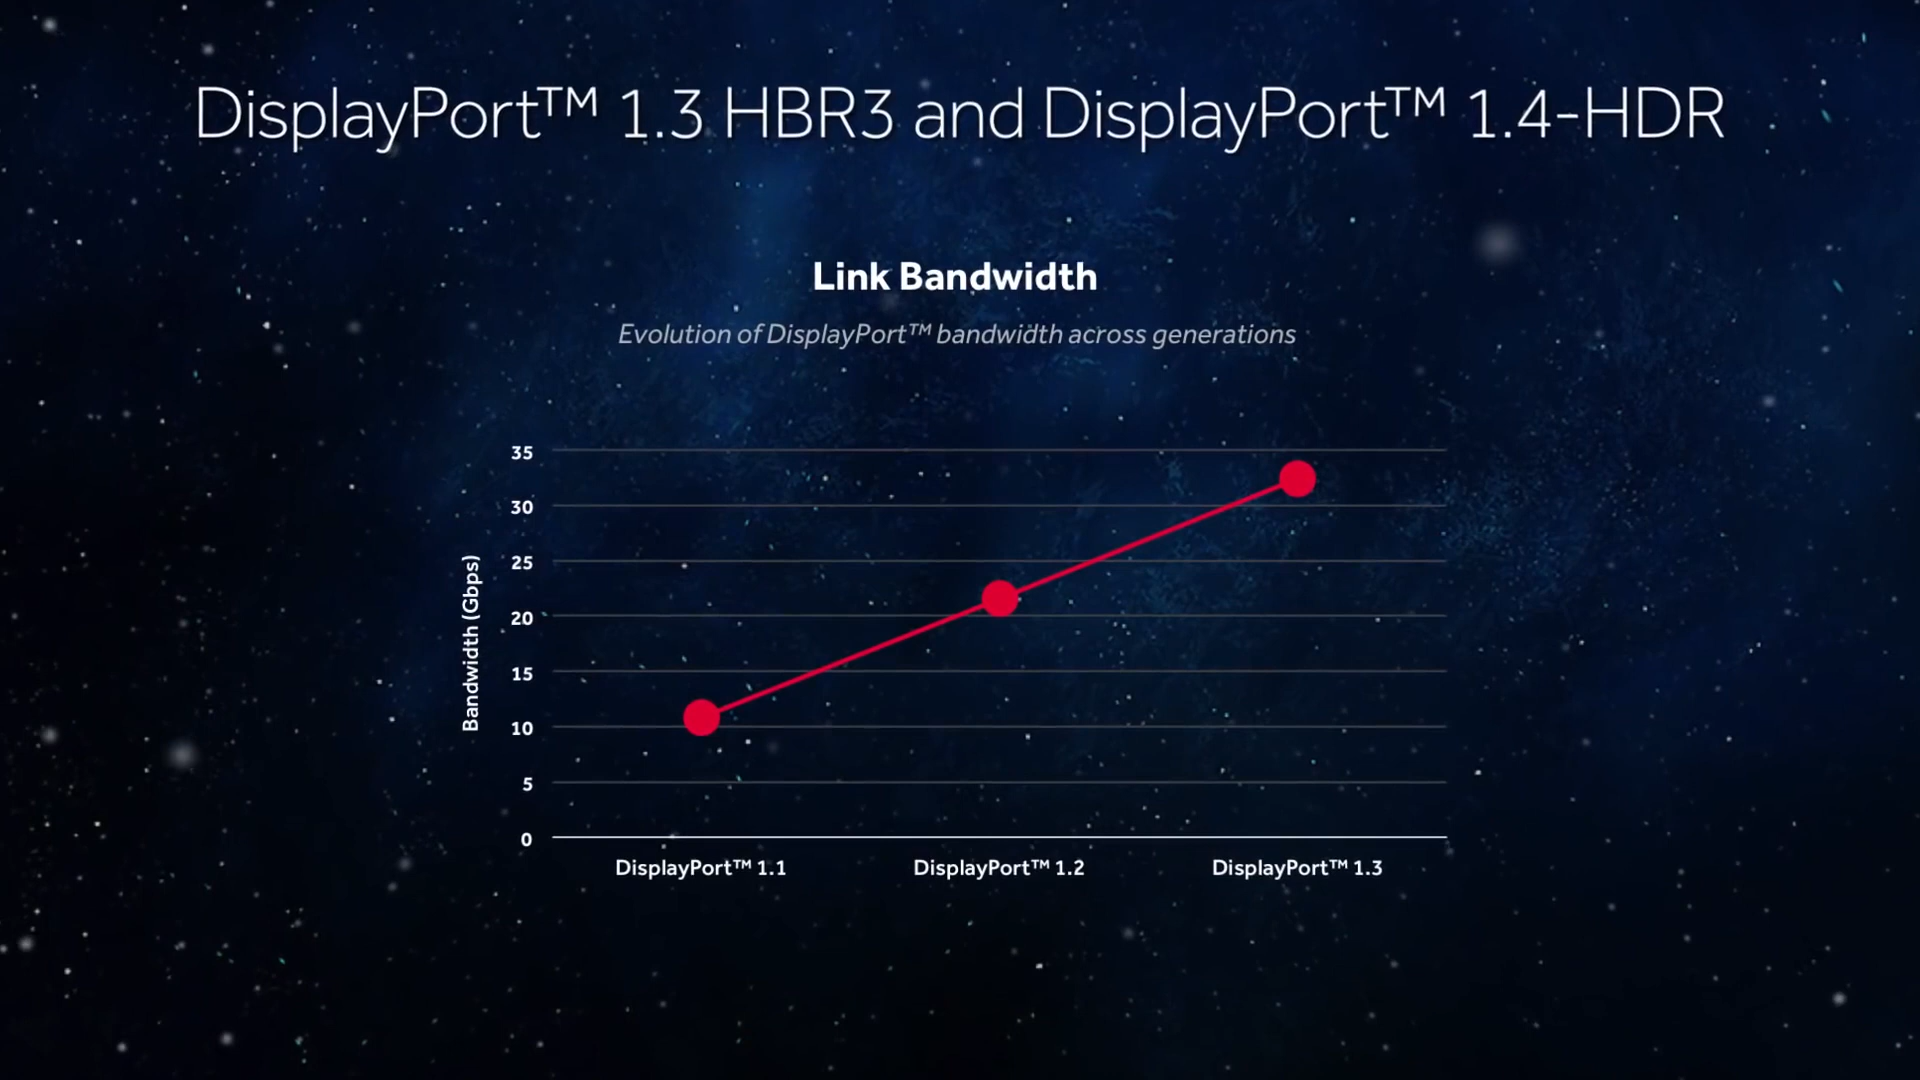 DisplayPort™ 1.3 HBR3 and DisplayPort™ 1.4-HDR
Link Bandwidth
Evolution of DisplayPort™ bandwidth across generations
Bandwidth (Gbps)
35
30
25
20
15
10
5
0
DisplayPort™ 1.1
DisplayPort™ 1.2
DisplayPort™ 1.3